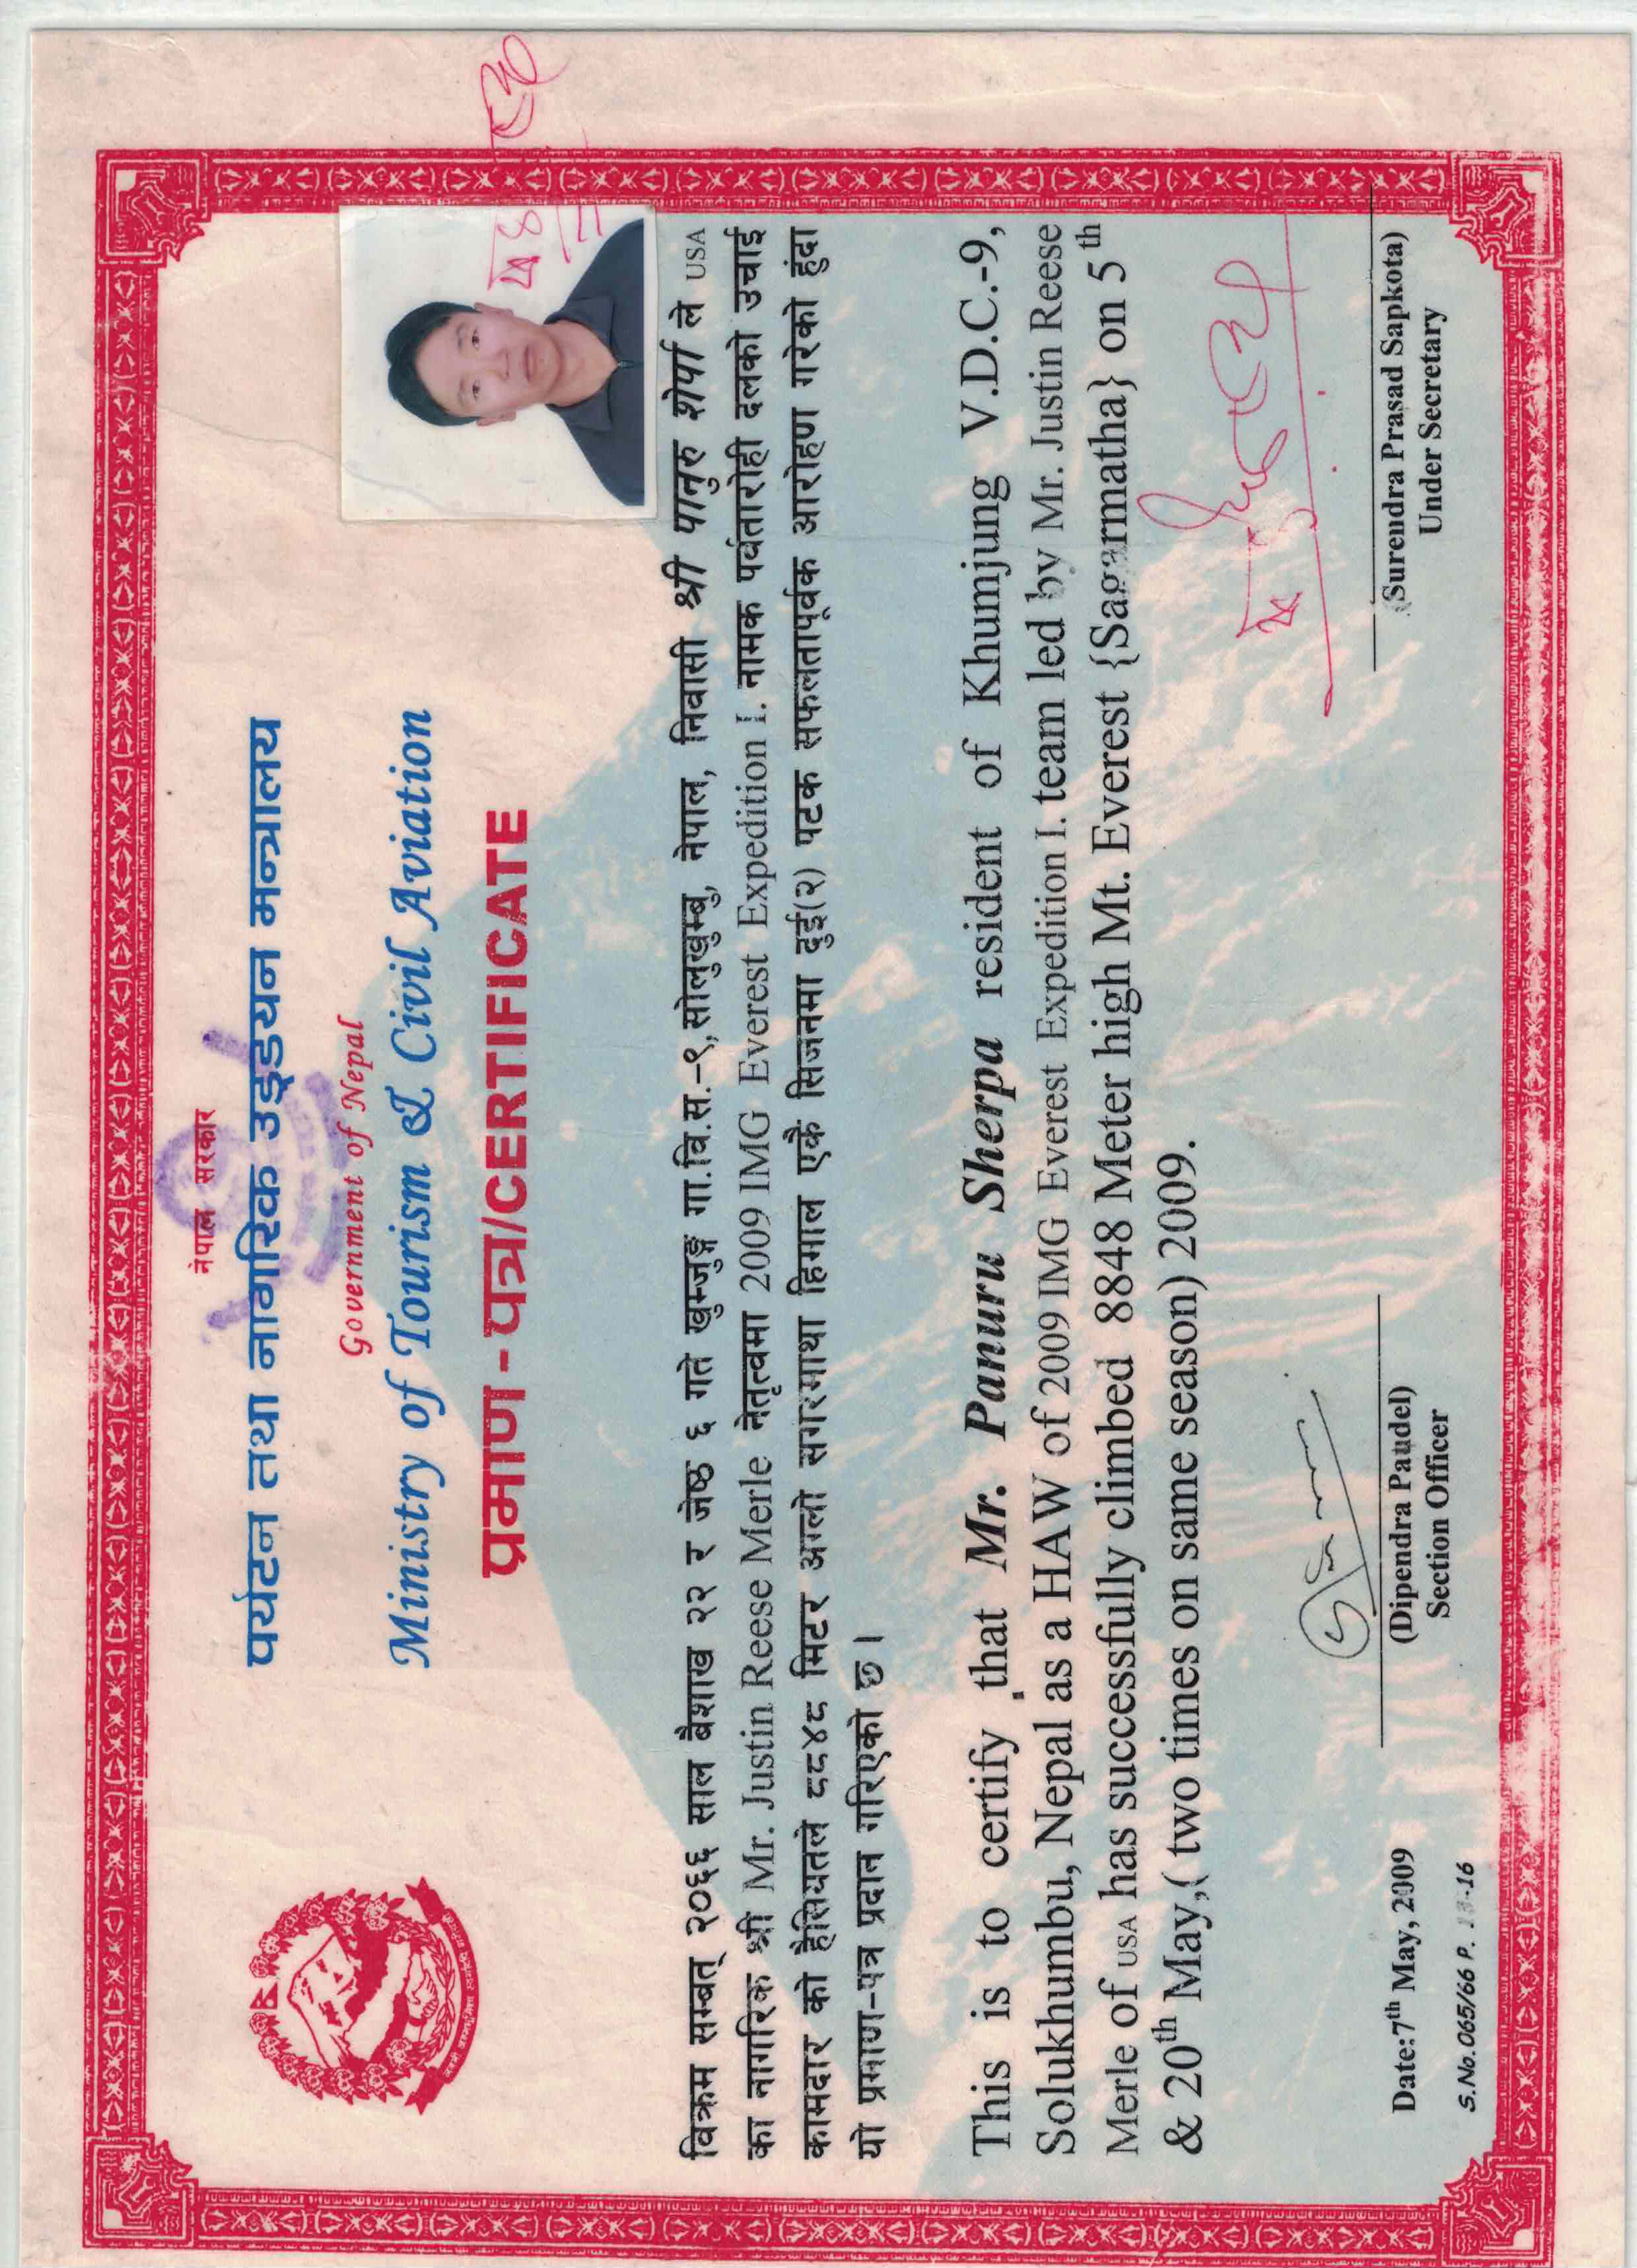 नेपाल सरकार
पर्यटन तथा नागरिक उड्डयन मन्त्रालय
Government of Nepal
Ministry of Tourism & Civil Aviation
प्रमाण-पत्र/CERTIFICATE
विक्रम सम्बत् २०६६ साल बैशाख २२ र जेष्ठ ६ गते खुम्जुङ्ग गा.वि.स.-९,सोलुखुम्बु, नेपाल, निवासी श्री पानुरु शेर्पा ले USA
का नागरिक श्री Mr. Justin Reese Merle नेतृत्वमा 2009 IMG Everest Expedition I. नामक पर्वतारोही दलको उचाई
कामदार को हैसियतले ८८४८ मिटर अग्लो सगरमाथा हिमाल एकै सिजनमा दुई(२) पटक सफलतापूर्वक आरोहण गरेको हुंदा
यो प्रमाण-पत्र प्रदान गरिएको छ।
This is to certify that Mr. Panuru Sherpa resident of Khumjung V.D.C.-9,
Solukhumbu, Nepal as a HAW of 2009 IMG Everest Expedition I. team led by Mr. Justin Reese
Merle of USA has successfully climbed 8848 Meter high Mt. Everest {Sagarmatha} on 5th
& 20th May,( two times on same season) 2009.
Date:7th May, 2009
(Dipendra Paudel)
Section Officer
(Surendra Prasad Sapkota)
Under Secretary
S.No.065/66 P. 13-16